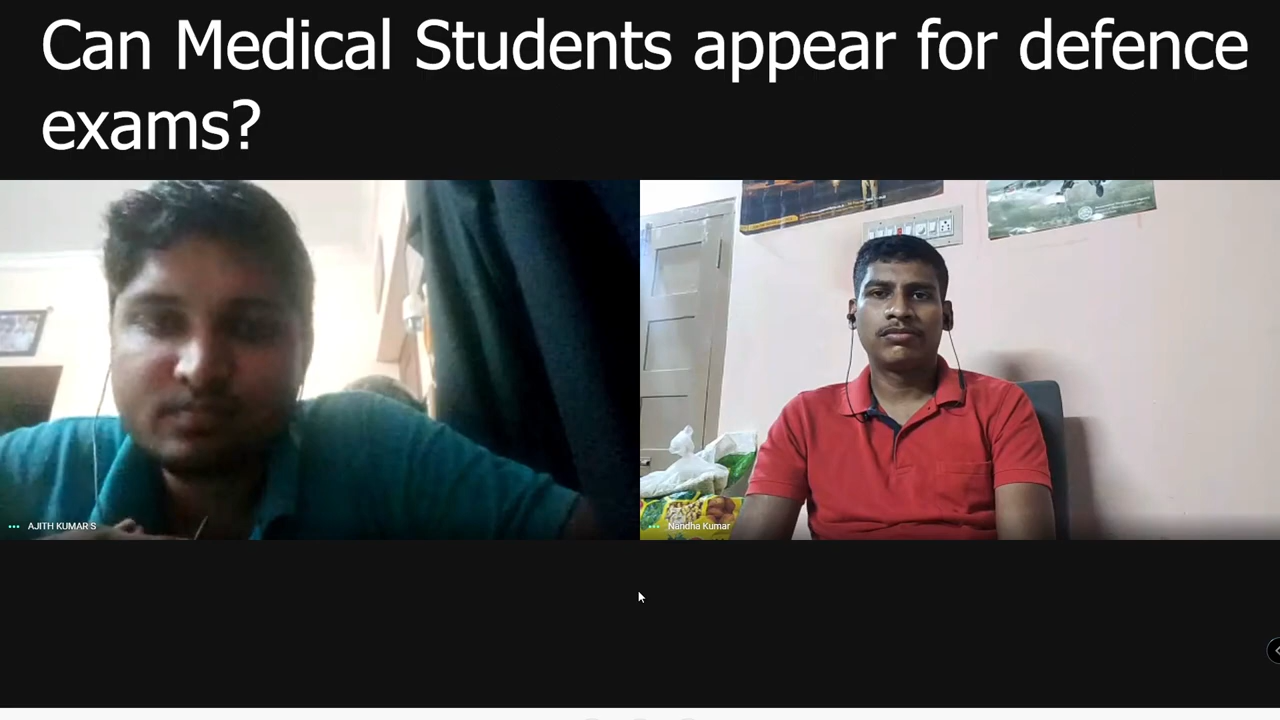 Can Medical Students appear for defence
exams?
AJITH KUMAR S
Nandha Kumar